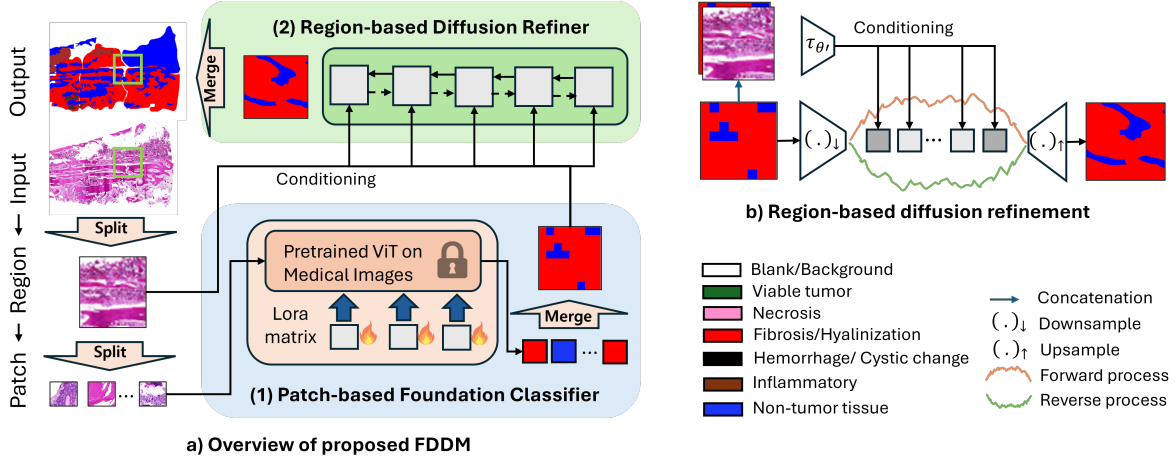 Output
Input
Region
Patch
Split
Split
(2) Region-based Diffusion Refiner
Merge
Conditioning
Pretrained ViT on
Medical Images
Lora
matrix
Merge
...
...
(1) Patch-based Foundation Classifier
a) Overview of proposed FDDM
τθ′
Conditioning
(.)↓
...
(.)↑
b) Region-based diffusion refinement
Blank/Background
Viable tumor
Necrosis
Fibrosis/Hyalinization
Hemorrhage/ Cystic change
Inflammatory
Non-tumor tissue
Concatenation
(.)↓ Downsample
(.)↑ Upsample
Forward process
Reverse process